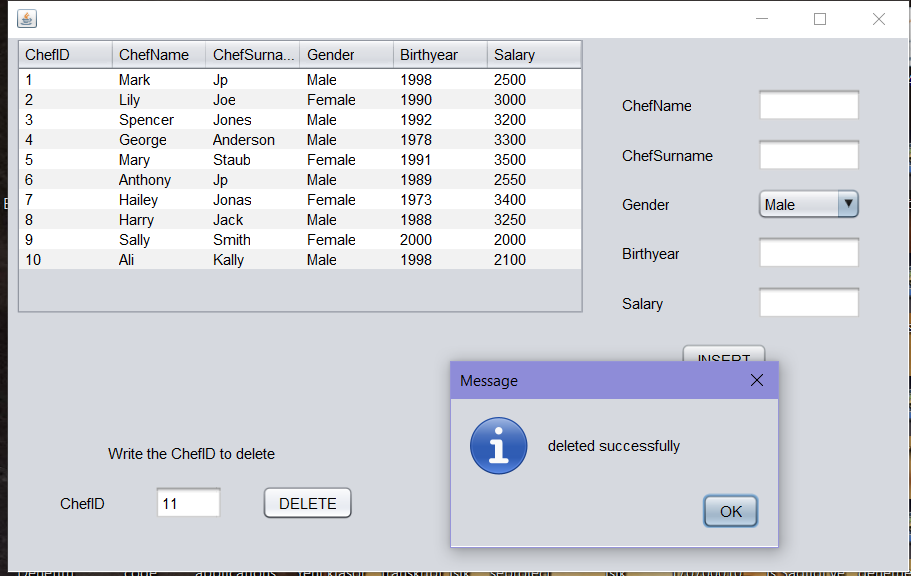 ChefID ChefName ChefSurna... Gender Birthyear Salary
1 Mark Jp Male 1998 2500
2 Lily Joe Female 1990 3000
3 Spencer Jones Male 1992 3200
4 George Anderson Male 1978 3300
5 Mary Staub Female 1991 3500
6 Anthony Jp Male 1989 2550
7 Hailey Jonas Female 1973 3400
8 Harry Jack Male 1988 3250
9 Sally Smith Female 2000 2000
10 Ali Kally Male 1998 2100
ChefName
ChefSurname
Gender Male
Birthyear
Salary
INSERT
Message
deleted successfully
OK
Write the ChefID to delete
ChefID 11 DELETE